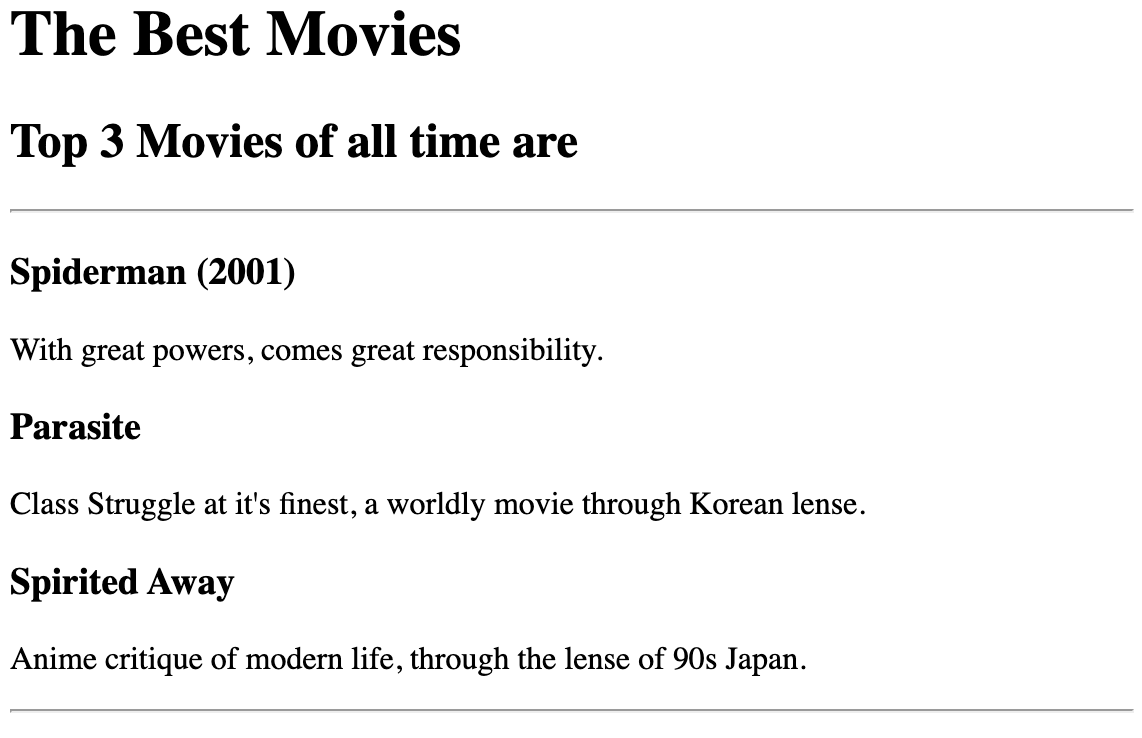 The Best Movies
Top 3 Movies of all time are
Spiderman (2001)
With great powers, comes great responsibility.
Parasite
Class Struggle at it's finest, a worldly movie through Korean lense.
Spirited Away
Anime critique of modern life, through the lense of 90s Japan.